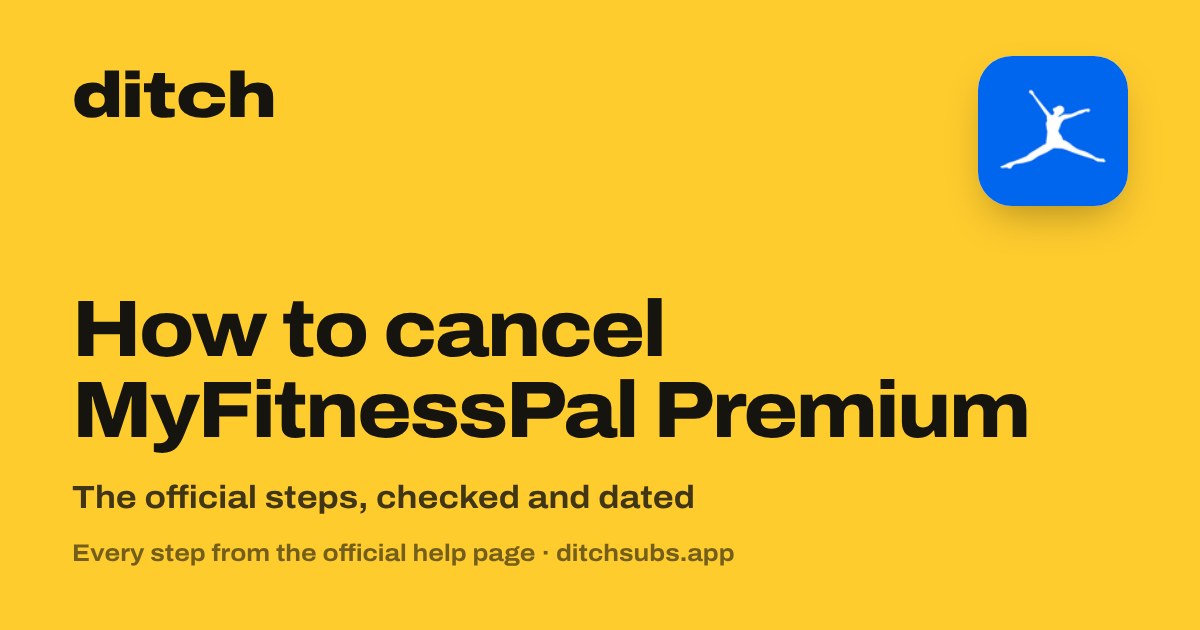 ditch
How to cancel
MyFitnessPal Premium
The official steps, checked and dated
Every step from the official help page · ditchsubs.app